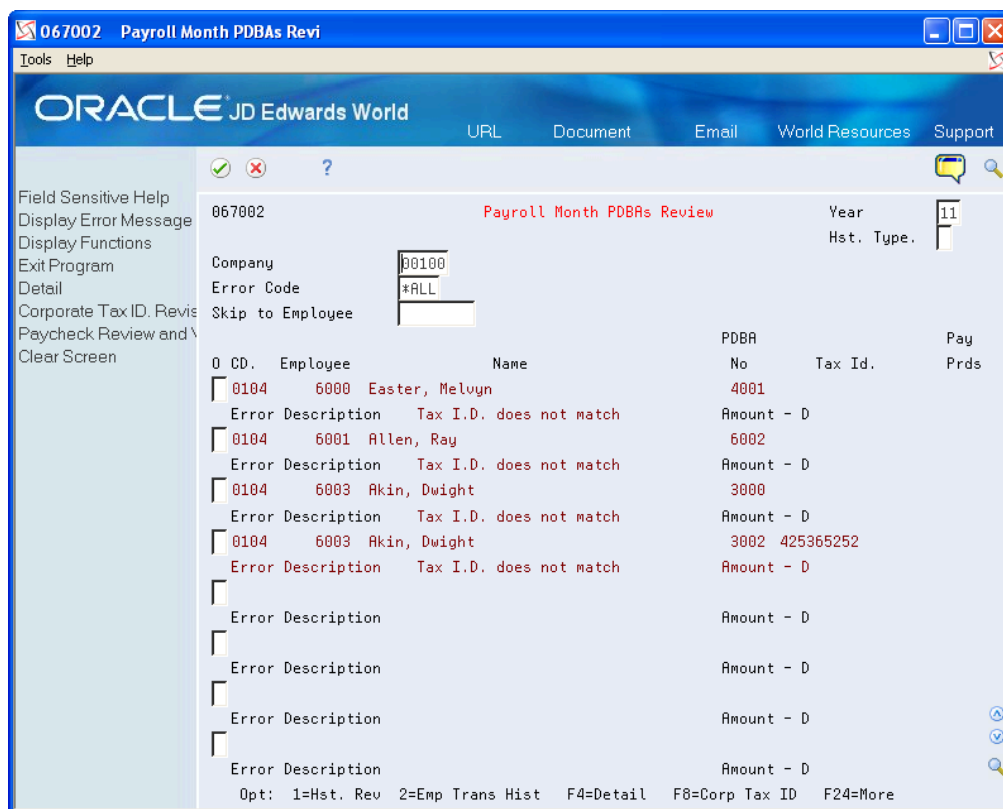 067002 Payroll Month PDBAs Revi
Tools Help
ORACLE JD Edwards World
URL Document Email World Resources Support
?
Field Sensitive Help
Display Error Message
Display Functions
Exit Program
Detail
Corporate Tax ID. Revis
Paycheck Review and V
Clear Screen
067002 Payroll Month PDBAs Review Year 11
Hst. Type.
Company 00100
Error Code *ALL
Skip to Employee
PDBA Pay
O CD. Employee Name No Tax Id. Prds
0104 6000 Easter, Melvyn 4001
Error Description Tax I.D. does not match Amount - D
0104 6001 Allen, Ray 6002
Error Description Tax I.D. does not match Amount - D
0104 6003 Akin, Dwight 3000
Error Description Tax I.D. does not match Amount - D
0104 6003 Akin, Dwight 3002 425365252
Error Description Tax I.D. does not match Amount - D
Error Description Amount - D
Error Description Amount - D
Error Description Amount - D
Error Description Amount - D
Opt: 1=Hst. Rev 2=Emp Trans Hist F4=Detail F8=Corp Tax ID F24=More